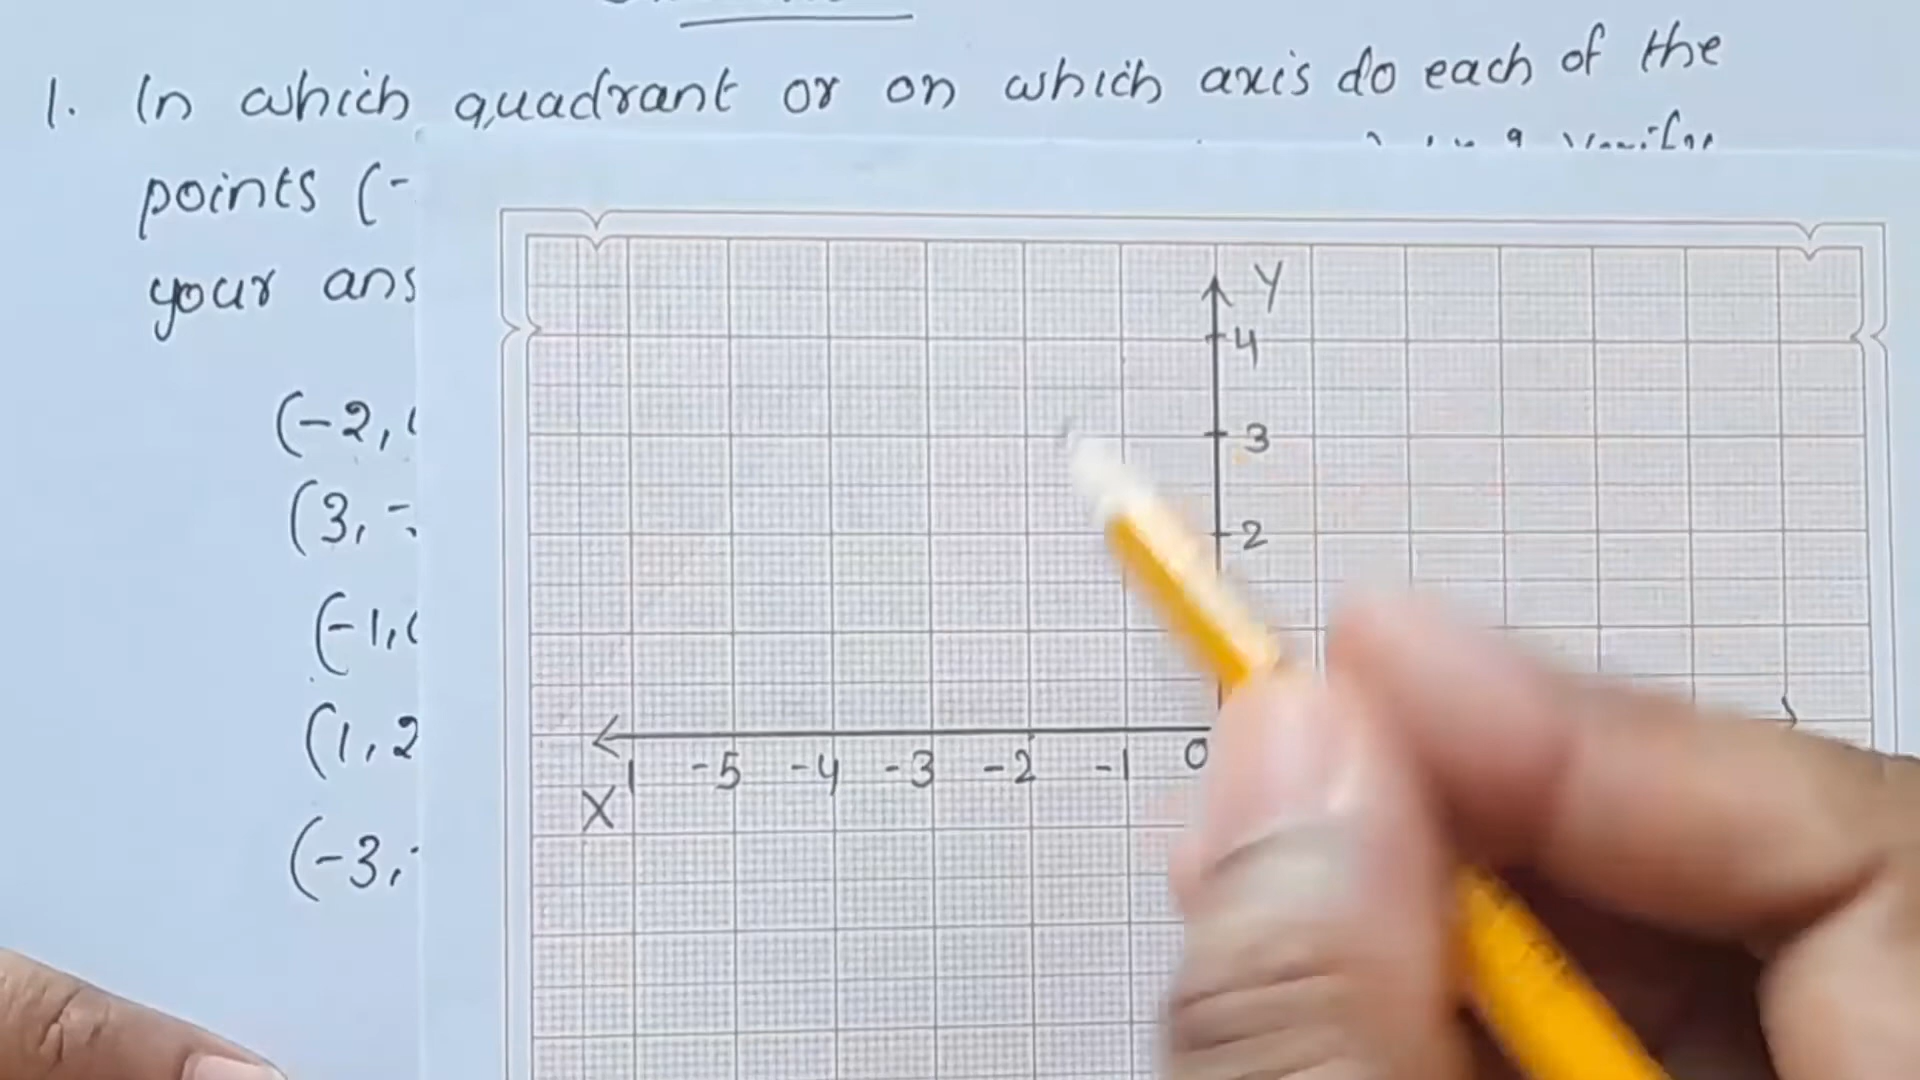 1. In which quadrant or on which axis do each of the
points (-
your ans
(-2,
(3, -
(-1,
(1, 2
(-3, -
Y
4
3
2
-5 -4 -3 -2 -1 0
X